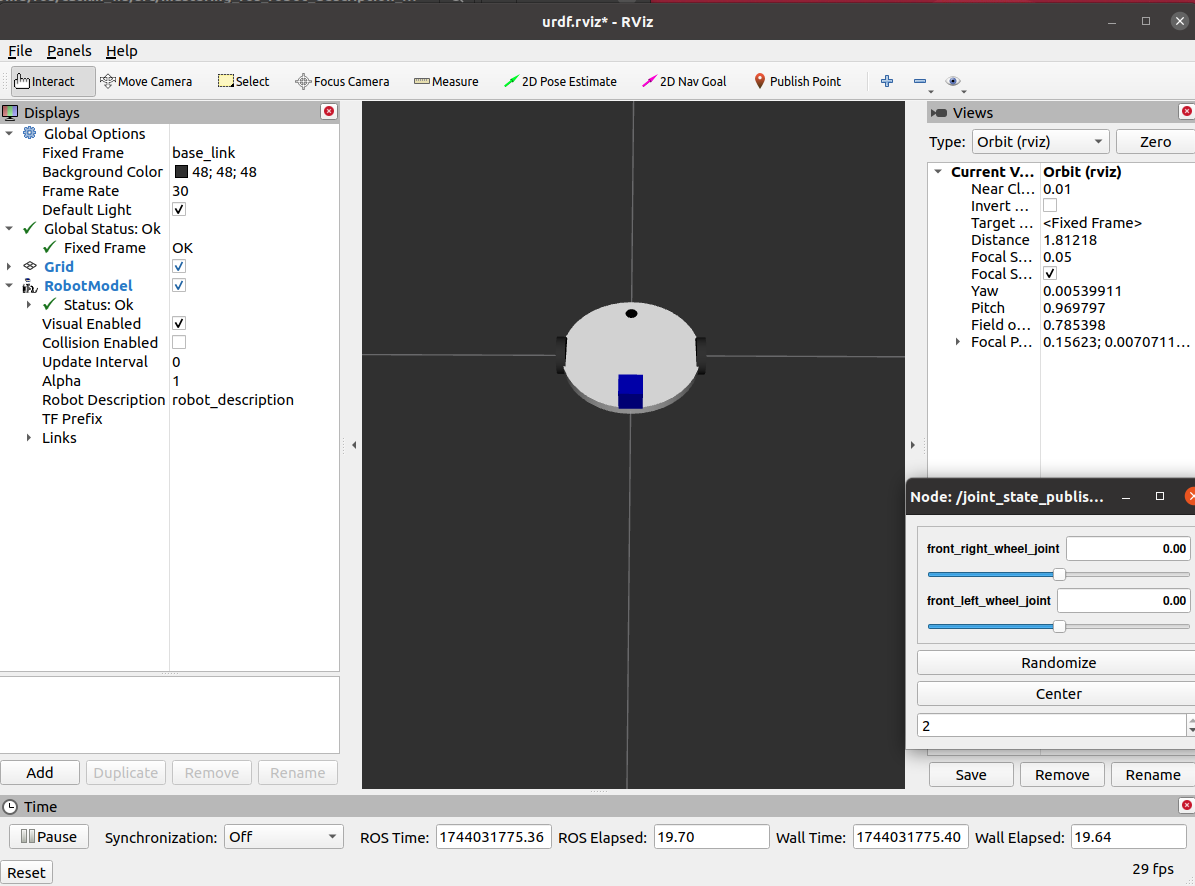 urdf.rviz* - RViz
File Panels Help
Interact Move Camera Select Focus Camera Measure 2D Pose Estimate 2D Nav Goal Publish Point
Displays
Global Options
Fixed Frame base_link
Background Color 48; 48; 48
Frame Rate 30
Default Light
Global Status: Ok
Fixed Frame OK
Grid
RobotModel
Status: Ok
Visual Enabled
Collision Enabled
Update Interval 0
Alpha 1
Robot Description robot_description
TF Prefix
Links
Add Duplicate Remove Rename
Views
Type: Orbit (rviz) Zero
Current V... Orbit (rviz)
Near Cl... 0.01
Invert ...
Target ... <Fixed Frame>
Distance 1.81218
Focal S... 0.05
Focal S...
Yaw 0.00539911
Pitch 0.969797
Field o... 0.785398
Focal P... 0.15623; 0.0070711...
Node: /joint_state_publis...
front_right_wheel_joint 0.00
front_left_wheel_joint 0.00
Randomize
Center
2
Save Remove Rename
Time
Pause Synchronization: Off ROS Time: 1744031775.36 ROS Elapsed: 19.70 Wall Time: 1744031775.40 Wall Elapsed: 19.64
Reset 29 fps